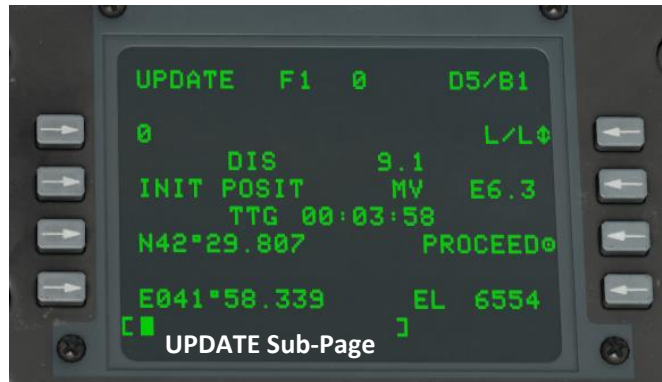 UPDATE F1 0 D5/B1
0 L/L⇕
DIS 9.1
INIT POSIT MV E6.3
TTG 00:03:58
N42°29.807 PROCEED⊙
E041°58.339 EL 6554
[█ ]
UPDATE Sub-Page